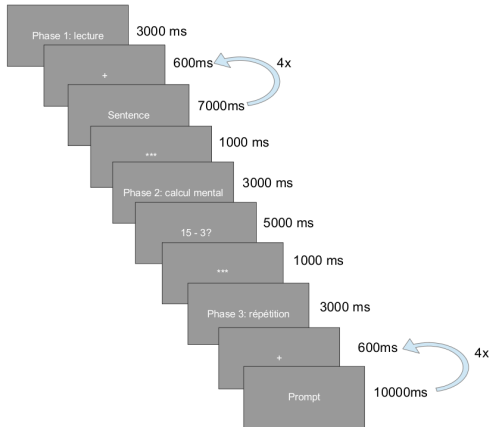 Phase 1: lecture
3000 ms
+
600ms
4x
Sentence
7000ms
***
1000 ms
Phase 2: calcul mental
3000 ms
15 - 3?
5000 ms
***
1000 ms
Phase 3: répétition
3000 ms
+
600ms
4x
Prompt
10000ms